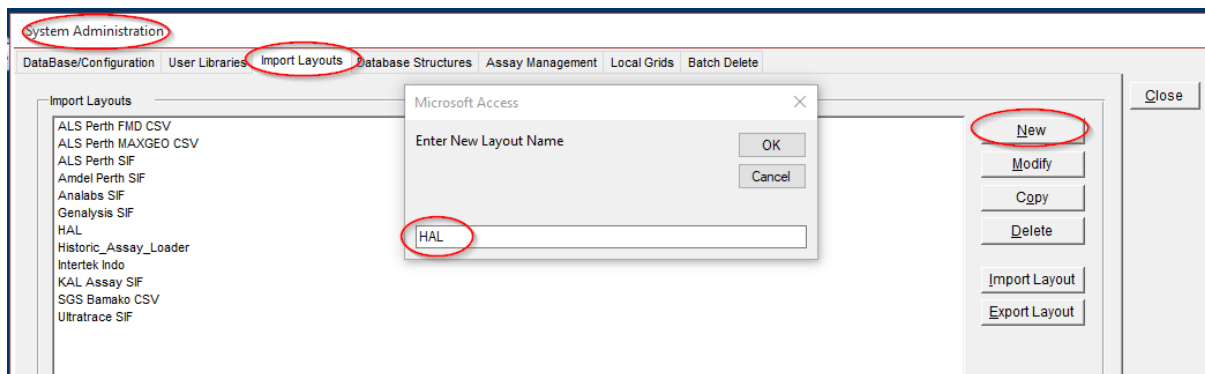 System Administration
DataBase/Configuration User Libraries Import Layouts Database Structures Assay Management Local Grids Batch Delete
Close
Import Layouts
ALS Perth FMD CSV
ALS Perth MAXGEO CSV
ALS Perth SIF
Amdel Perth SIF
Analabs SIF
Genalysis SIF
HAL
Historic_Assay_Loader
Intertek Indo
KAL Assay SIF
SGS Bamako CSV
Ultratrace SIF
Microsoft Access
Enter New Layout Name
OK
Cancel
HAL
New
Modify
Copy
Delete
Import Layout
Export Layout